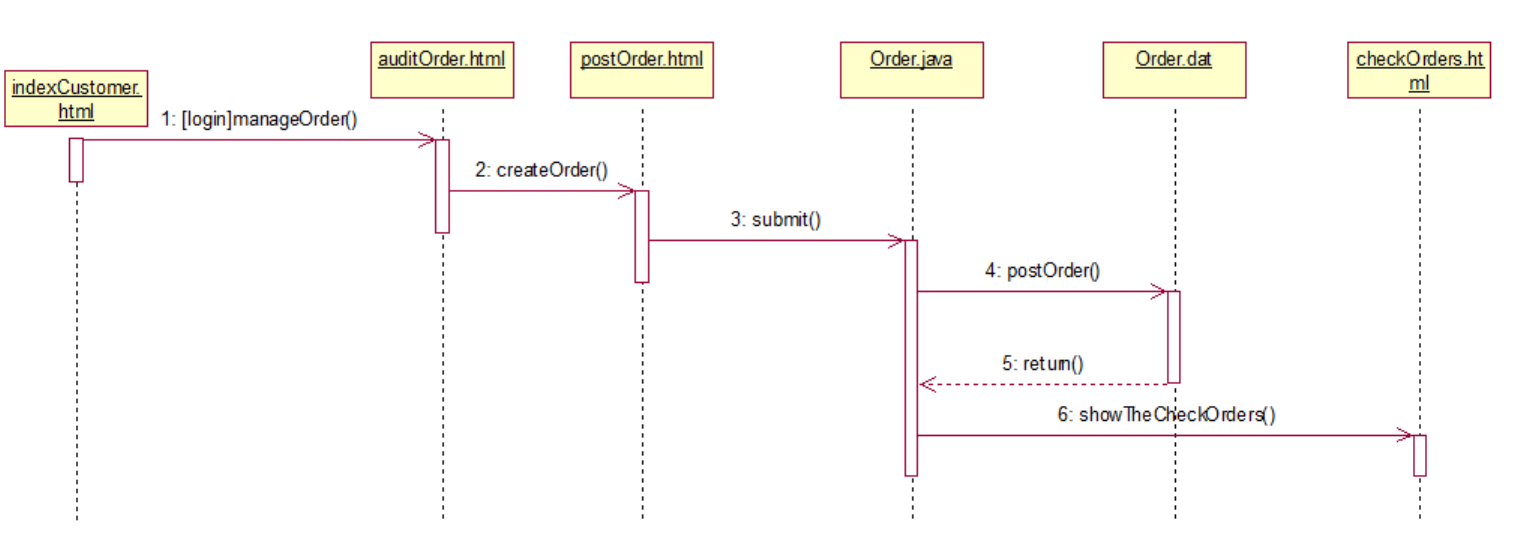 indexCustomer.
html
auditOrder.html
postOrder.html
Order.java
Order.dat
checkOrders.ht
ml
1: [login]manageOrder()
2: createOrder()
3: submit()
4: postOrder()
5: return()
6: showTheCheckOrders()